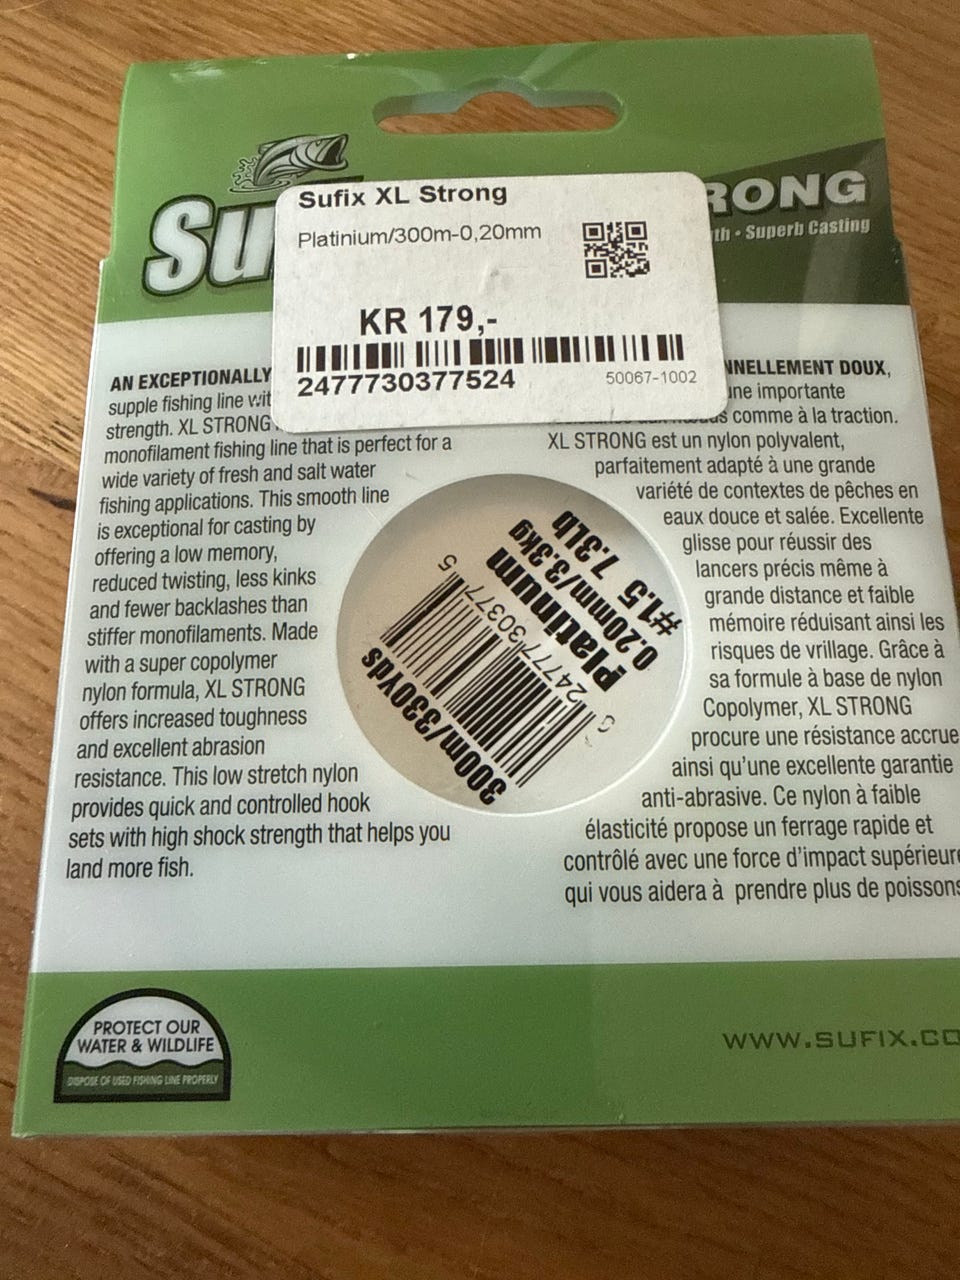 Su
RONG
th • Superb Casting
Sufix XL Strong
Platinium/300m-0,20mm
KR 179,-
2477730377524
50067-1002
AN EXCEPTIONALLY
supple fishing line wit
strength. XL STRONG
monofilament fishing line that is perfect for a
wide variety of fresh and salt water
fishing applications. This smooth line
is exceptional for casting by
offering a low memory,
reduced twisting, less kinks
and fewer backlashes than
stiffer monofilaments. Made
with a super copolymer
nylon formula, XL STRONG
offers increased toughness
and excellent abrasion
resistance. This low stretch nylon
provides quick and controlled hook
sets with high shock strength that helps you
land more fish.
300m/330Yds
24777 30377 5
Platinum
0.20mm/3.3kg
#1.5 7.3Lb
NNELLEMENT DOUX,
une importante
comme à la traction.
XL STRONG est un nylon polyvalent,
parfaitement adapté à une grande
variété de contextes de pêches en
eaux douce et salée. Excellente
glisse pour réussir des
lancers précis même à
grande distance et faible
mémoire réduisant ainsi les
risques de vrillage. Grâce à
sa formule à base de nylon
Copolymer, XL STRONG
procure une résistance accrue
ainsi qu'une excellente garantie
anti-abrasive. Ce nylon à faible
élasticité propose un ferrage rapide et
contrôlé avec une force d'impact supérieure
qui vous aidera à prendre plus de poissons
PROTECT OUR
WATER & WILDLIFE
DISPOSE OF USED FISHING LINE PROPERLY
WWW.SUFIX.CO